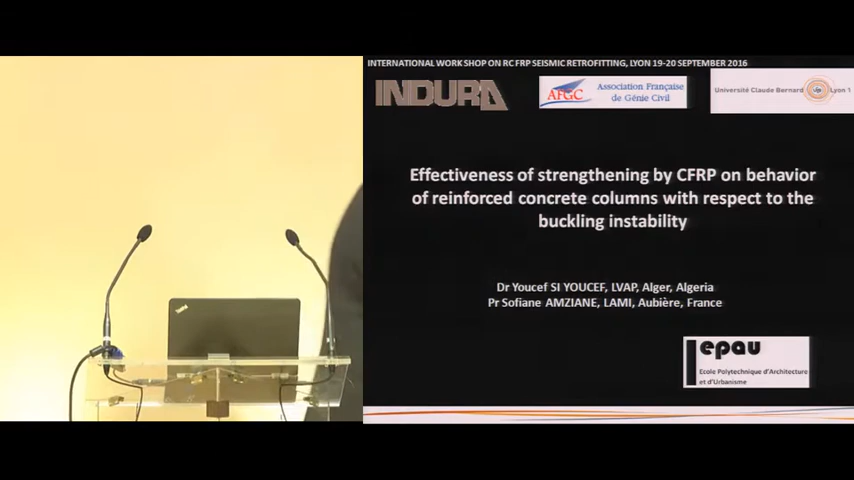 INTERNATIONAL WORK SHOP ON RC FRP SEISMIC RETROFITTING, LYON 19-20 SEPTEMBER 2016
INDURA
AFGC
Association Française
de Génie Civil
Université Claude Bernard Lyon 1
Effectiveness of strengthening by CFRP on behavior
of reinforced concrete columns with respect to the
buckling instability
Dr Youcef SI YOUCEF, LVAP, Alger, Algeria
Pr Sofiane AMZIANE, LAMI, Aubière, France
epau
Ecole Polytechnique d'Architecture
et d'Urbanisme